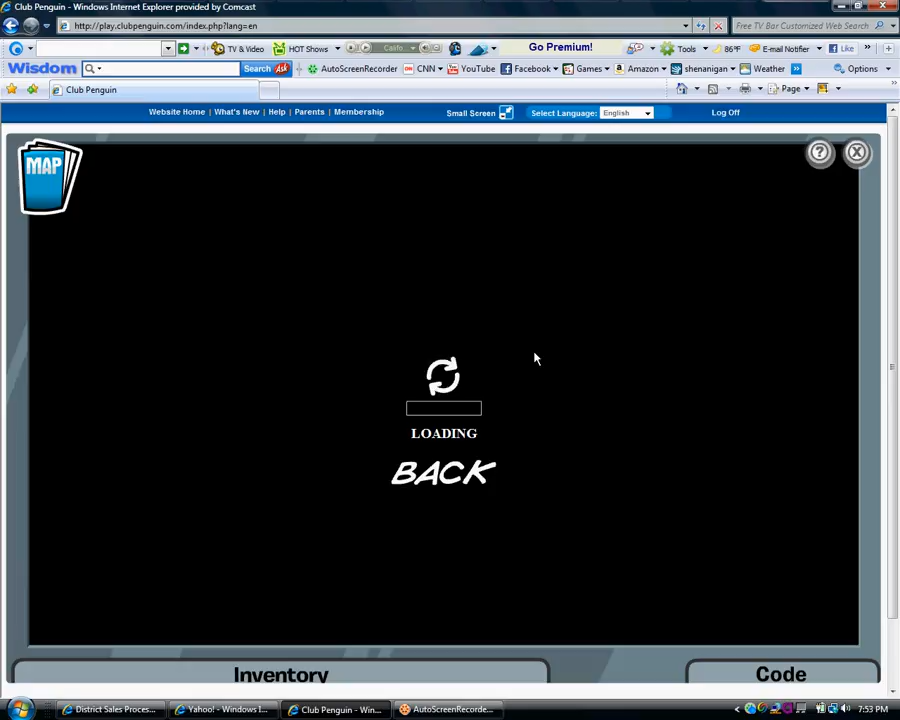 Club Penguin - Windows Internet Explorer provided by Comcast
http://play.clubpenguin.com/index.php?lang=en
Free TV Bar Customized Web Search
TV & Video HOT Shows Califo Go Premium! Tools 86°F E-mail Notifier Like »
Wisdom Search Ask AutoScreenRecorder CNN YouTube Facebook Games Amazon shenanigan Weather » Options
Club Penguin Page »
Website Home | What's New | Help | Parents | Membership Small Screen Select Language: English Log Off
MAP
? X
LOADING
BACK
Inventory Code
District Sales Proces... Yahoo! - Windows I... Club Penguin - Win... AutoScreenRecorde... 7:53 PM